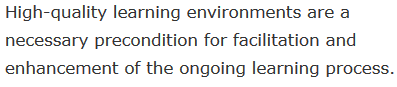 High-quality learning environments are a
necessary precondition for facilitation and
enhancement of the ongoing learning process.